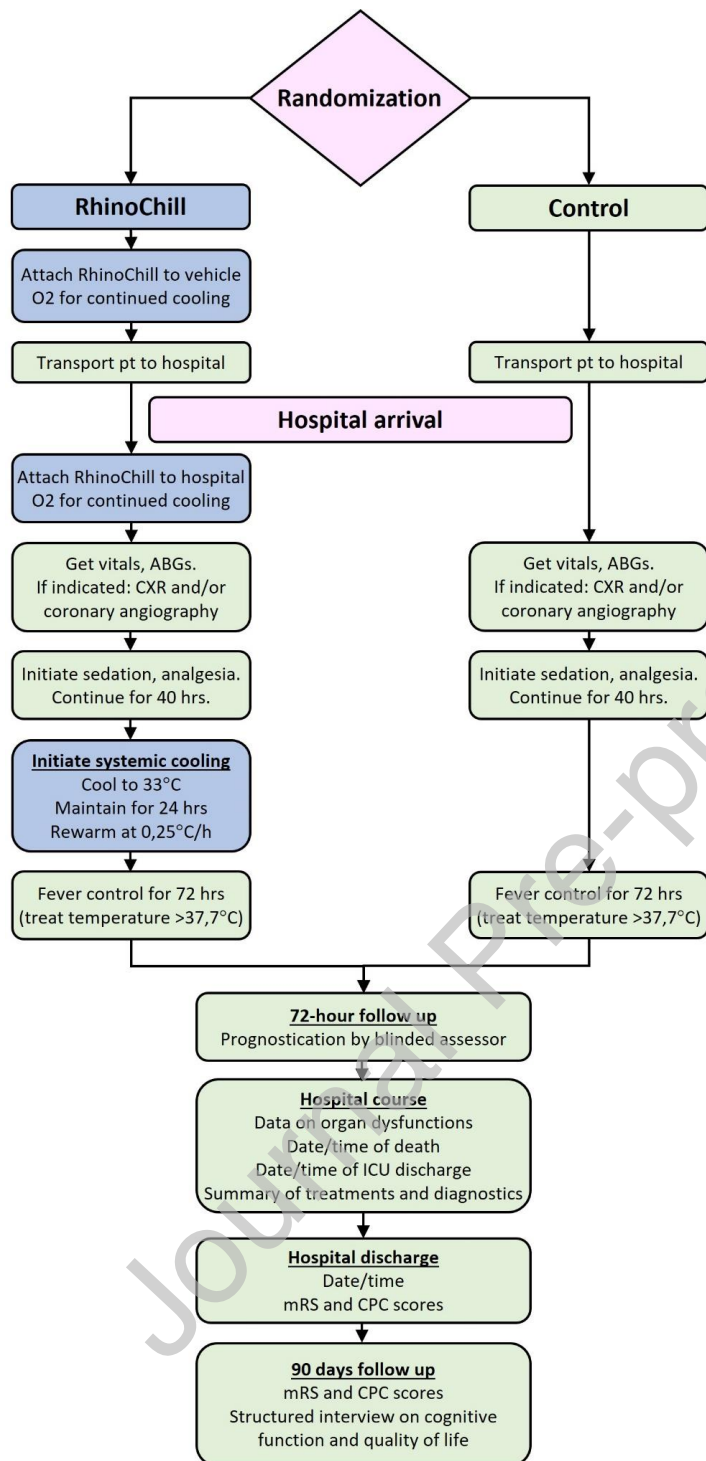 Randomization
RhinoChill
Control
Attach RhinoChill to vehicle
O2 for continued cooling
Transport pt to hospital
Transport pt to hospital
Hospital arrival
Attach RhinoChill to hospital
O2 for continued cooling
Get vitals, ABGs.
If indicated: CXR and/or
coronary angiography
Get vitals, ABGs.
If indicated: CXR and/or
coronary angiography
Initiate sedation, analgesia.
Continue for 40 hrs.
Initiate sedation, analgesia.
Continue for 40 hrs.
Initiate systemic cooling
Cool to 33°C
Maintain for 24 hrs
Rewarm at 0,25°C/h
Fever control for 72 hrs
(treat temperature >37,7°C)
Fever control for 72 hrs
(treat temperature >37,7°C)
72-hour follow up
Prognostication by blinded assessor
Hospital course
Data on organ dysfunctions
Date/time of death
Date/time of ICU discharge
Summary of treatments and diagnostics
Hospital discharge
Date/time
mRS and CPC scores
90 days follow up
mRS and CPC scores
Structured interview on cognitive
function and quality of life
Journal Pre-pr